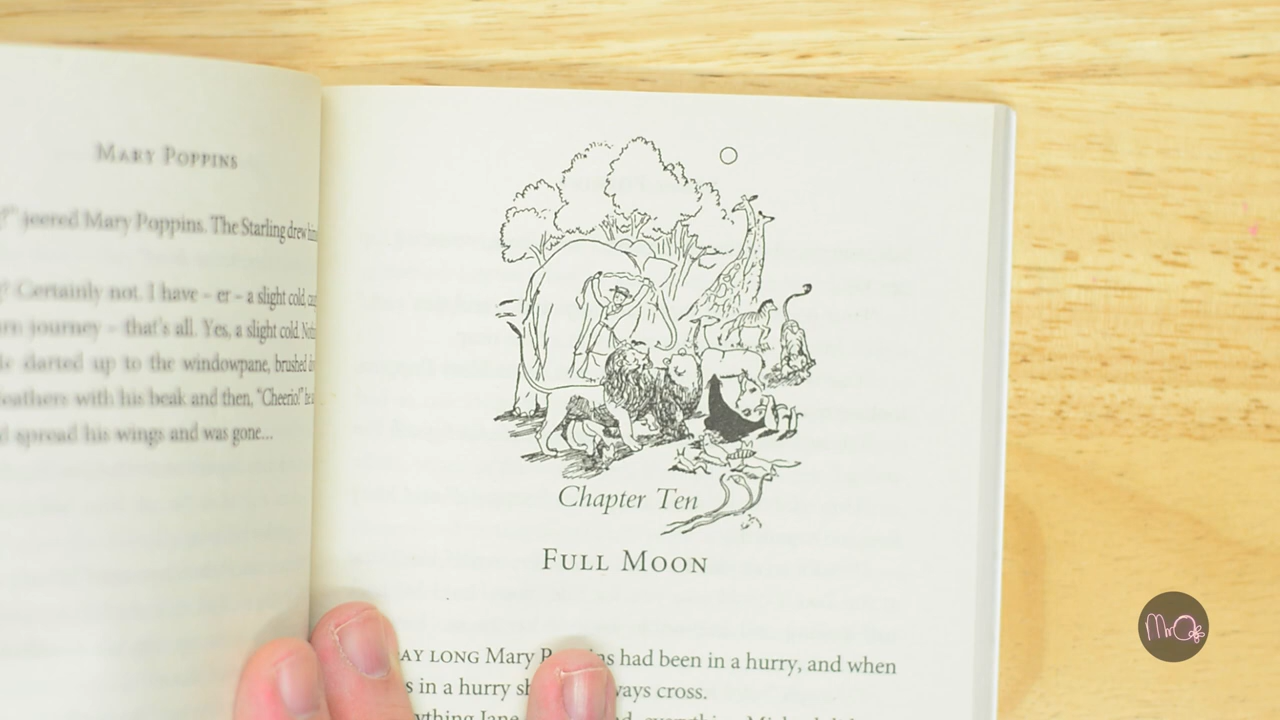 MARY POPPINS
jeered Mary Poppins. The Starling drew
Certainly not. I have – er – a slight cold,
journey – that's all. Yes, a slight cold.
darted up to the windowpane, brushed
feathers with his beak and then, "Cheerio!" he
spread his wings and was gone...
Chapter Ten
FULL MOON
AY LONG Mary P ns had been in a hurry, and when
s in a hurry sh ways cross.
Jane